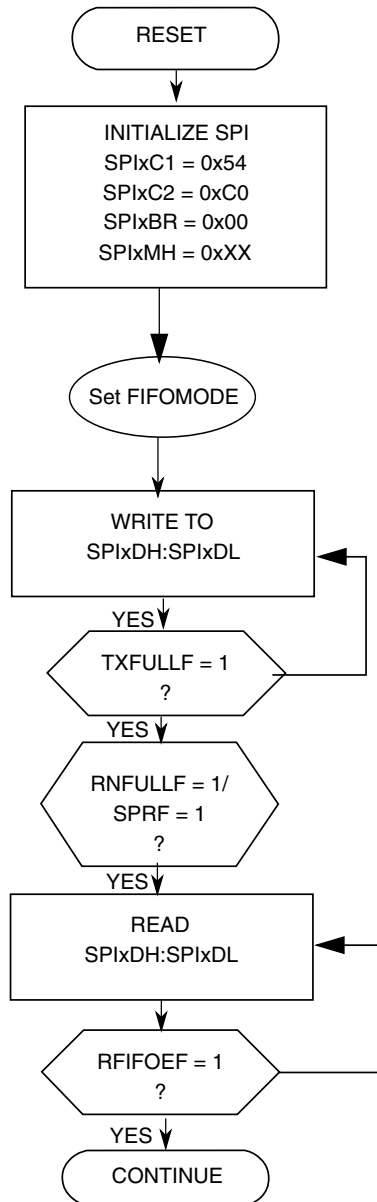 RESET
INITIALIZE SPI
SPIxC1 = 0x54
SPIxC2 = 0xC0
SPIxBR = 0x00
SPIxMH = 0xXX
Set FIFOMODE
WRITE TO
SPIxDH:SPIxDL
YES
TXFULLF = 1
?
YES
RNFULLF = 1/
SPRF = 1
?
YES
READ
SPIxDH:SPIxDL
RFIFOEF = 1
?
YES
CONTINUE